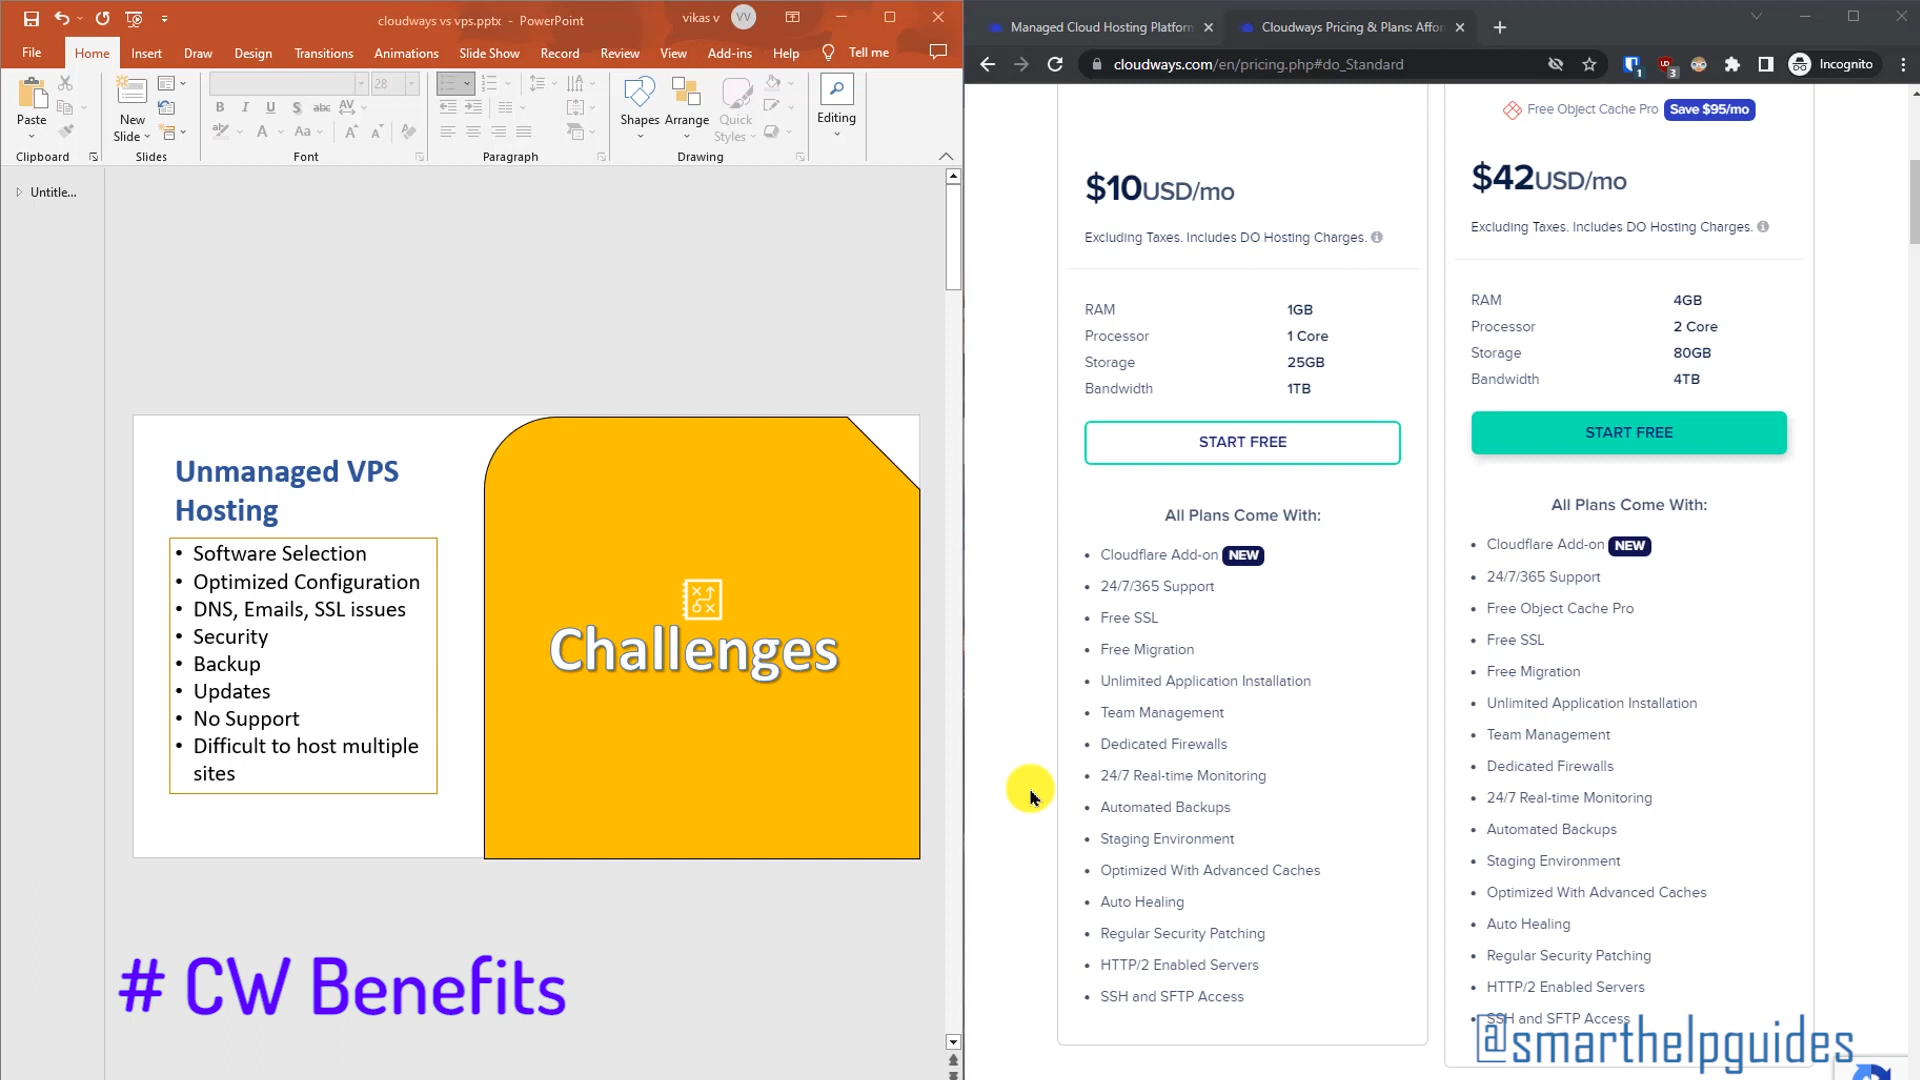 cloudways vs vps.pptx - PowerPoint
vikas v
VV
File
Home
Insert
Draw
Design
Transitions
Animations
Slide Show
Record
Review
View
Add-ins
Help
Tell me
Paste
Clipboard
New
Slide
Slides
28
B
I
U
S
abc
AV
A
Aa
A
A
Font
Paragraph
Shapes
Arrange
Quick
Styles
Drawing
Editing
Untitle...
Unmanaged VPS
Hosting
• Software Selection
• Optimized Configuration
• DNS, Emails, SSL issues
• Security
• Backup
• Updates
• No Support
• Difficult to host multiple
sites
Challenges
# CW Benefits
Managed Cloud Hosting Platform
Cloudways Pricing & Plans: Affor
cloudways.com/en/pricing.php#do_Standard
1
3
Incognito
$10USD/mo
Excluding Taxes. Includes DO Hosting Charges.
RAM 1GB
Processor 1 Core
Storage 25GB
Bandwidth 1TB
START FREE
All Plans Come With:
• Cloudflare Add-on NEW
• 24/7/365 Support
• Free SSL
• Free Migration
• Unlimited Application Installation
• Team Management
• Dedicated Firewalls
• 24/7 Real-time Monitoring
• Automated Backups
• Staging Environment
• Optimized With Advanced Caches
• Auto Healing
• Regular Security Patching
• HTTP/2 Enabled Servers
• SSH and SFTP Access
Free Object Cache Pro Save $95/mo
$42USD/mo
Excluding Taxes. Includes DO Hosting Charges.
RAM 4GB
Processor 2 Core
Storage 80GB
Bandwidth 4TB
START FREE
All Plans Come With:
• Cloudflare Add-on NEW
• 24/7/365 Support
• Free Object Cache Pro
• Free SSL
• Free Migration
• Unlimited Application Installation
• Team Management
• Dedicated Firewalls
• 24/7 Real-time Monitoring
• Automated Backups
• Staging Environment
• Optimized With Advanced Caches
• Auto Healing
• Regular Security Patching
• HTTP/2 Enabled Servers
• SSH and SFTP Access
@smarthelpguides